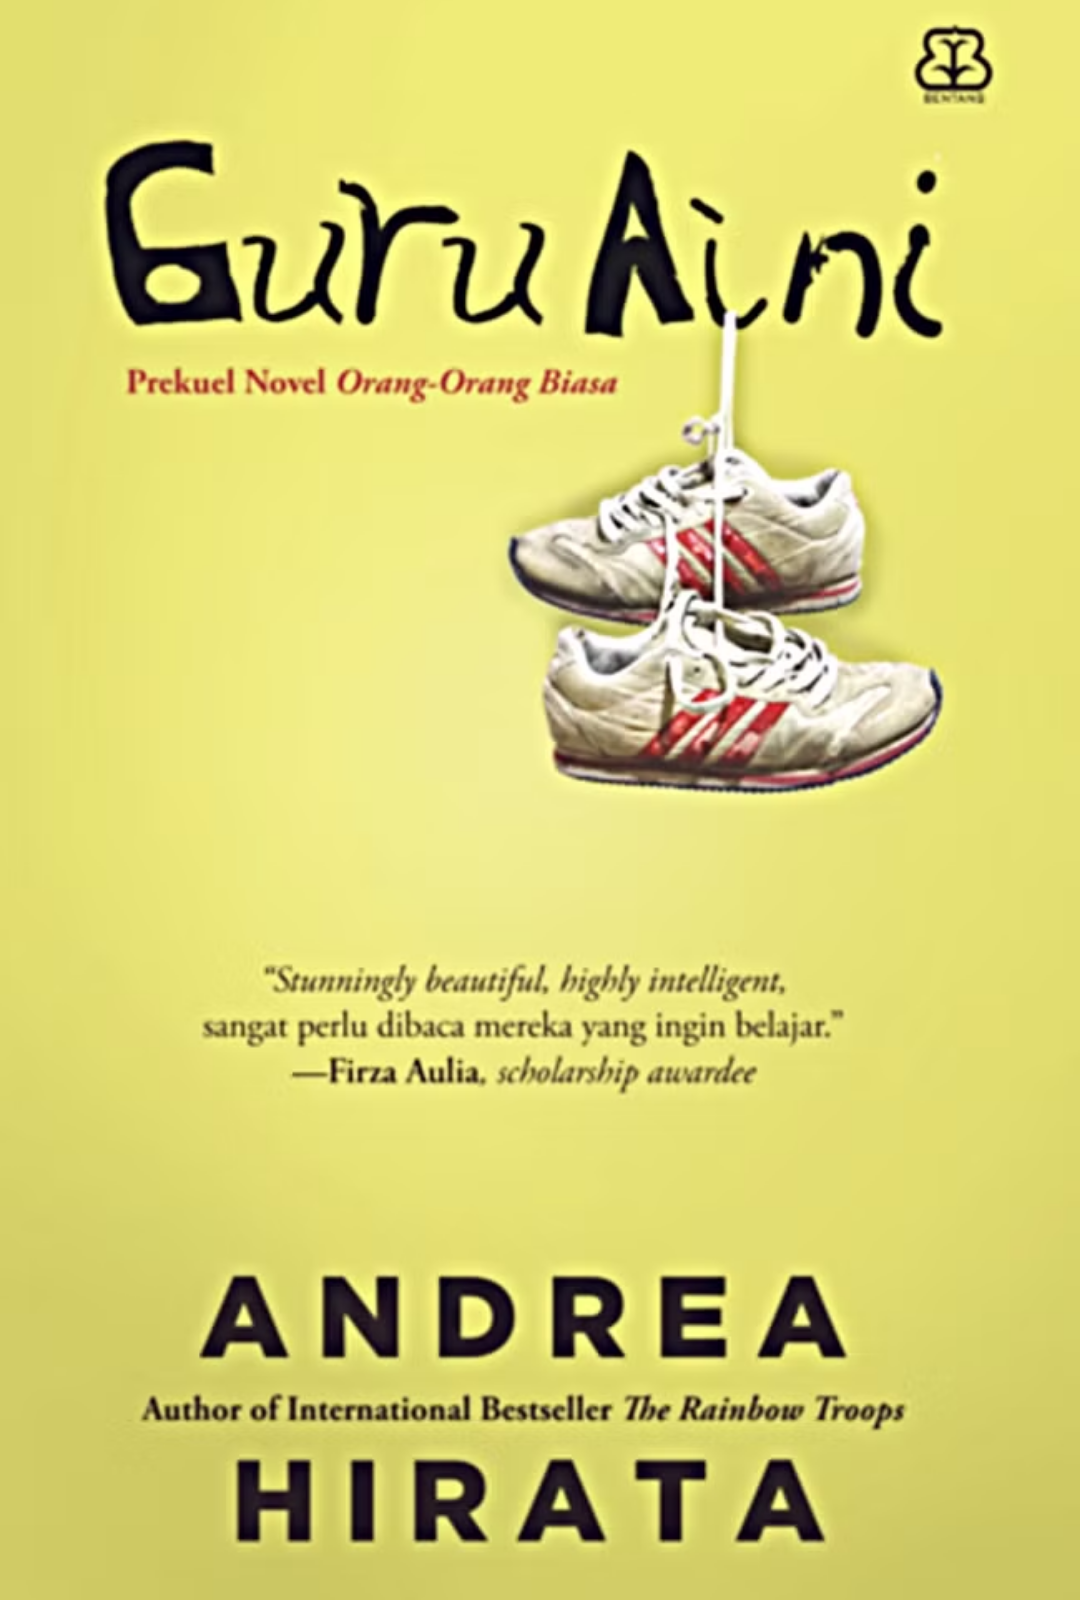 BENTANG
Guru Aini
Prekuel Novel Orang-Orang Biasa
“Stunningly beautiful, highly intelligent,
sangat perlu dibaca mereka yang ingin belajar.”
—Firza Aulia, scholarship awardee
ANDREA
Author of International Bestseller The Rainbow Troops
HIRATA